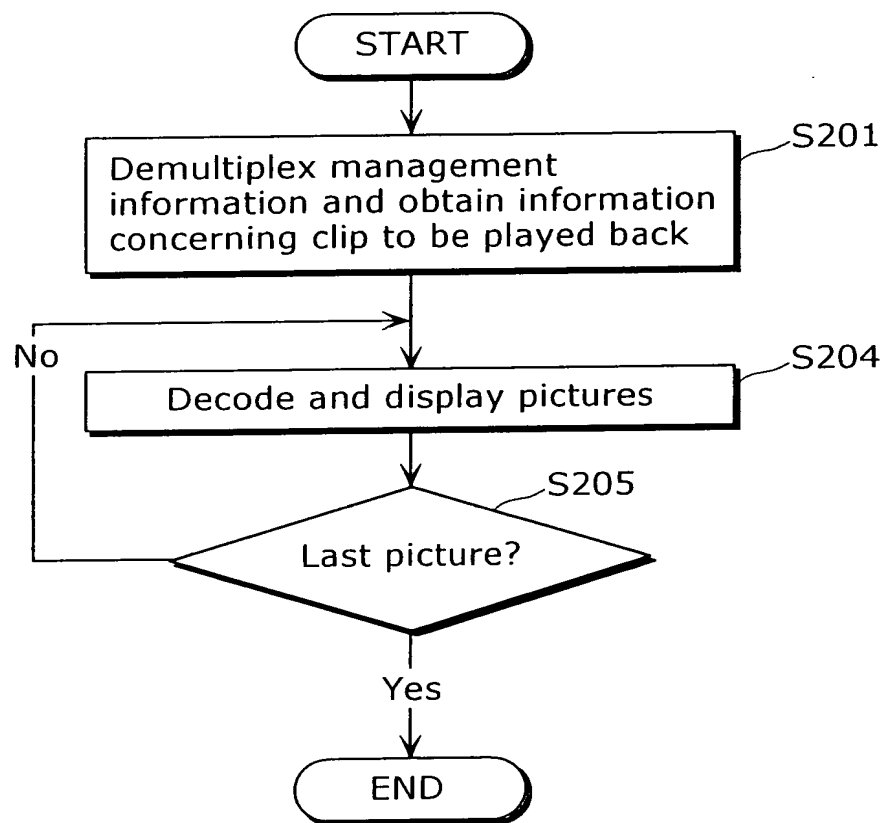 START
S201
Demultiplex management
information and obtain information
concerning clip to be played back
No
S204
Decode and display pictures
S205
Last picture?
Yes
END